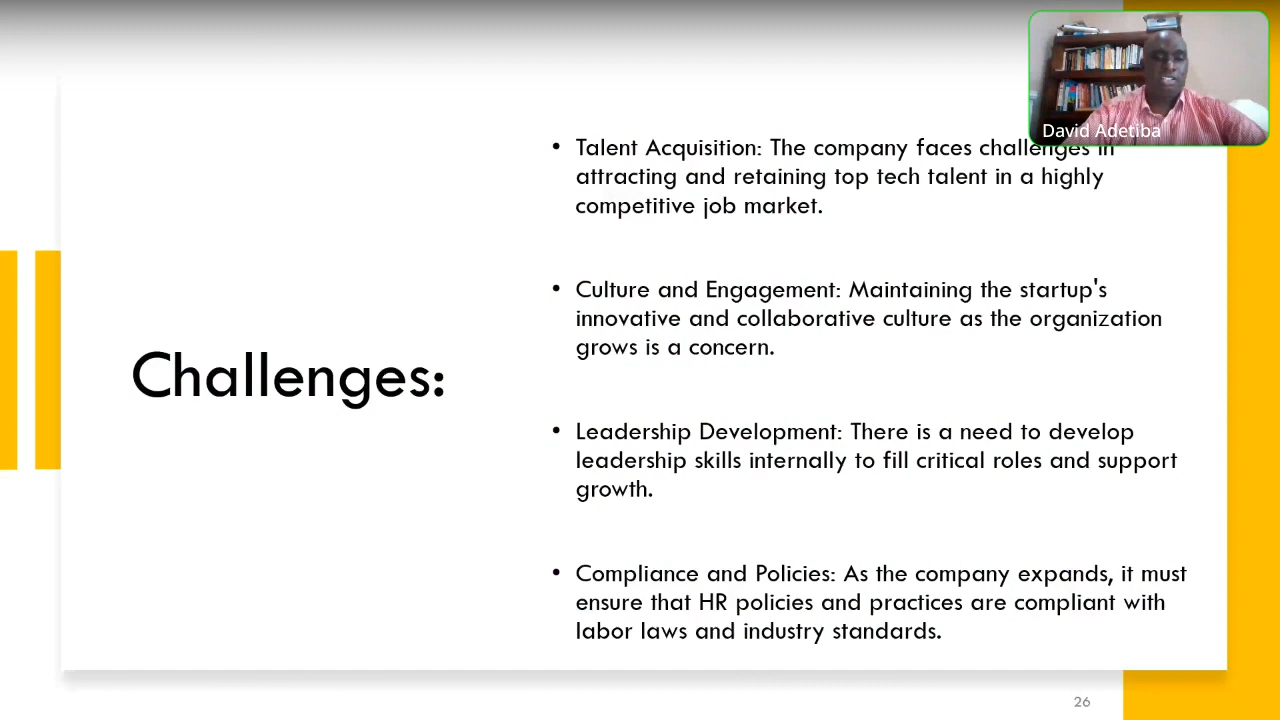 David Adetiba
Challenges:
• Talent Acquisition: The company faces challenges in
attracting and retaining top tech talent in a highly
competitive job market.
• Culture and Engagement: Maintaining the startup's
innovative and collaborative culture as the organization
grows is a concern.
• Leadership Development: There is a need to develop
leadership skills internally to fill critical roles and support
growth.
• Compliance and Policies: As the company expands, it must
ensure that HR policies and practices are compliant with
labor laws and industry standards.
26